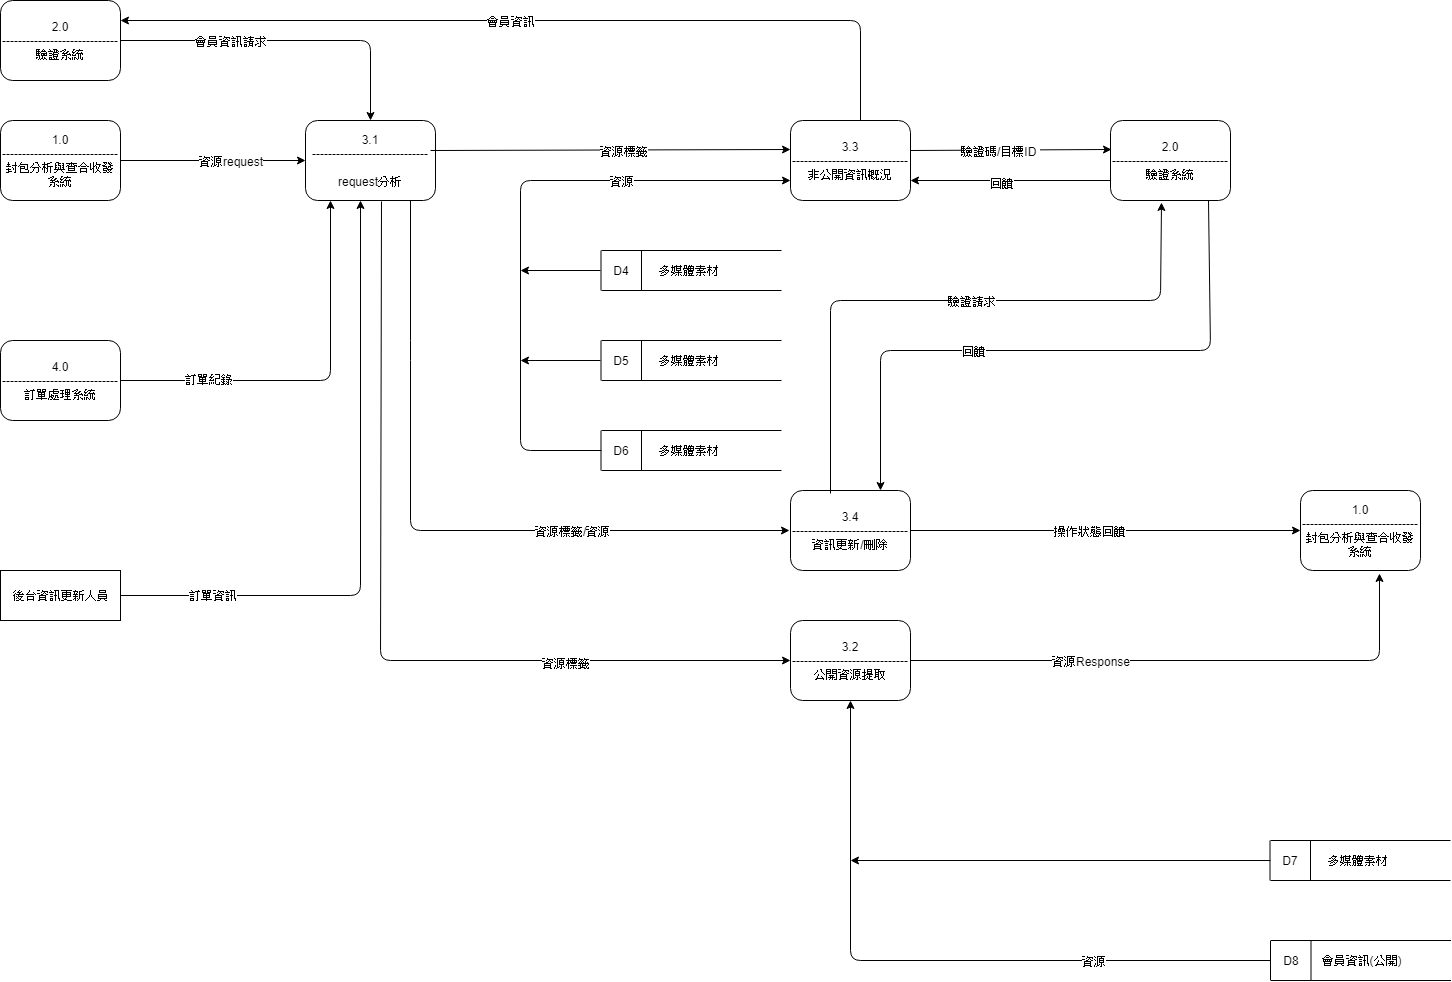 2.0
驗證系統
會員資訊
會員資訊請求
1.0
封包分析與查合收發
系統
資源request
3.1
request分析
資源標籤
3.3
非公開資訊概況
驗證碼/目標ID
回饋
2.0
驗證系統
資源
D4
多媒體素材
驗證請求
4.0
訂單處理系統
訂單紀錄
D5
多媒體素材
回饋
D6
多媒體素材
3.4
資訊更新/刪除
資源標籤/資源
操作狀態回饋
1.0
封包分析與查合收發
系統
後台資訊更新人員
訂單資訊
3.2
公開資源提取
資源標籤
資源Response
D7
多媒體素材
資源
D8
會員資訊(公開)